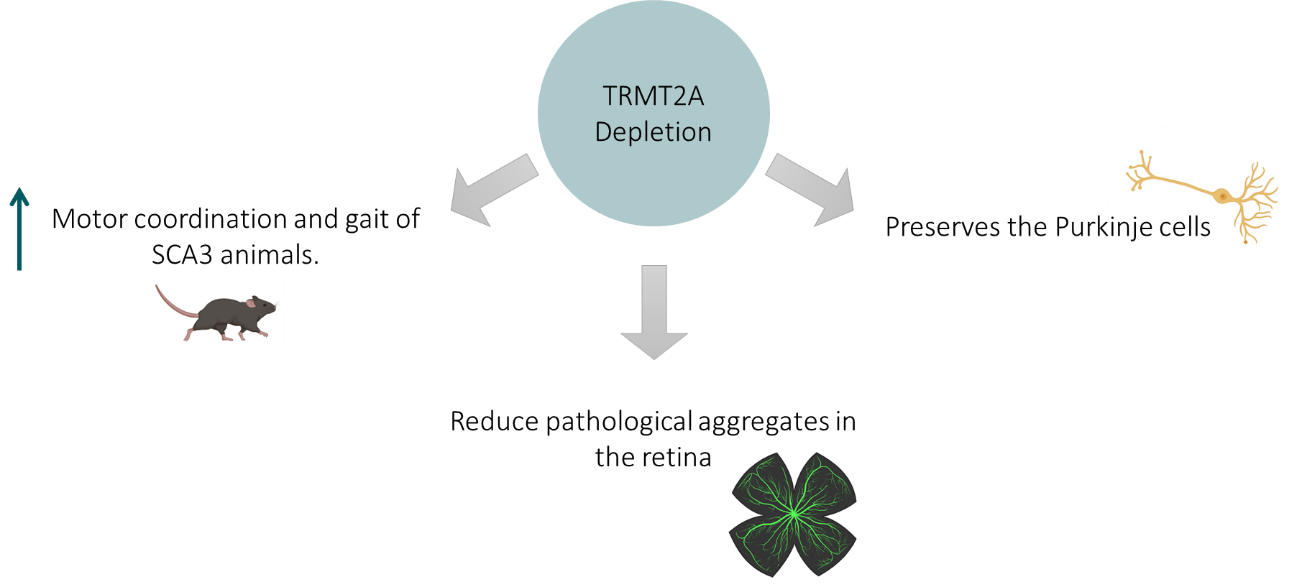 TRMT2A
Depletion
Motor coordination and gait of
SCA3 animals.
Preserves the Purkinje cells
Reduce pathological aggregates in
the retina